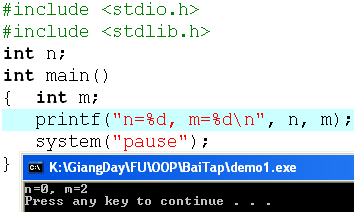 #include <stdio.h>
#include <stdlib.h>
int n;
int main()
{ int m;
printf("n=%d, m=%d\n", n, m);
system("pause");
}
K:\GiangDay\FU\OOP\BaiTap\demo1.exe
n=0, m=2
Press any key to continue . . .